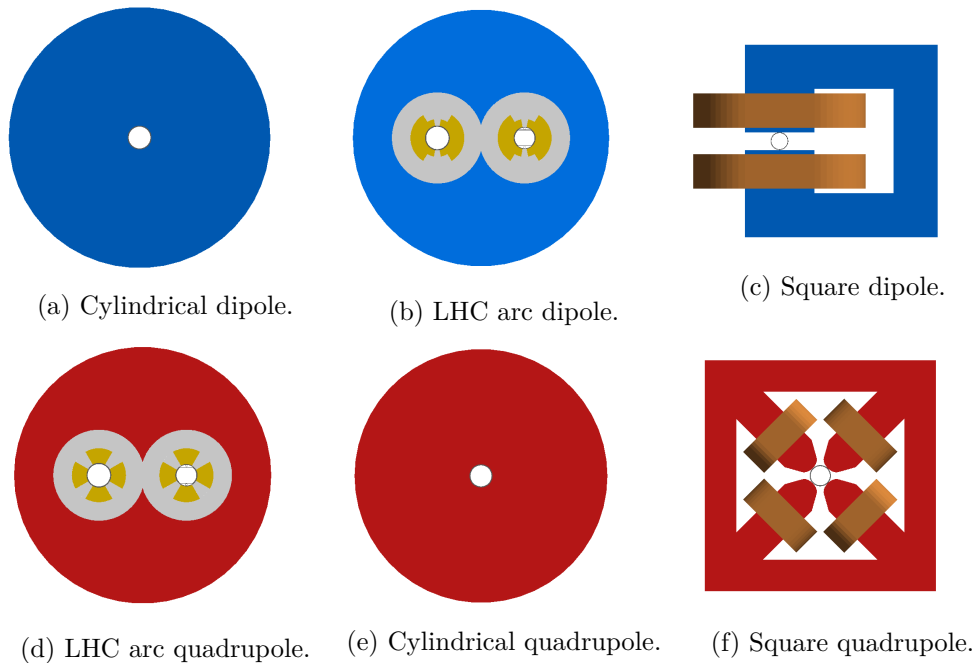 (a) Cylindrical dipole.
(b) LHC arc dipole.
(c) Square dipole.
(d) LHC arc quadrupole.
(e) Cylindrical quadrupole.
(f) Square quadrupole.